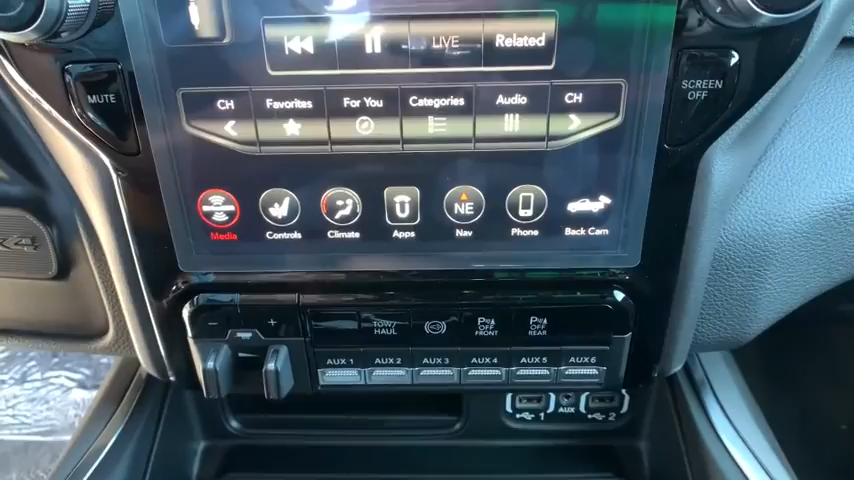 LIVE Related
CH Favorites For You Categories Audio CH
MUTE
SCREEN OFF
NE
Media Controls Climate Apps Nav Phone Back Cam
4x4
- +
TOW/HAUL
P OFF FRONT
P OFF REAR
AUX 1 AUX 2 AUX 3 AUX 4 AUX 5 AUX 6
1 AUX 2